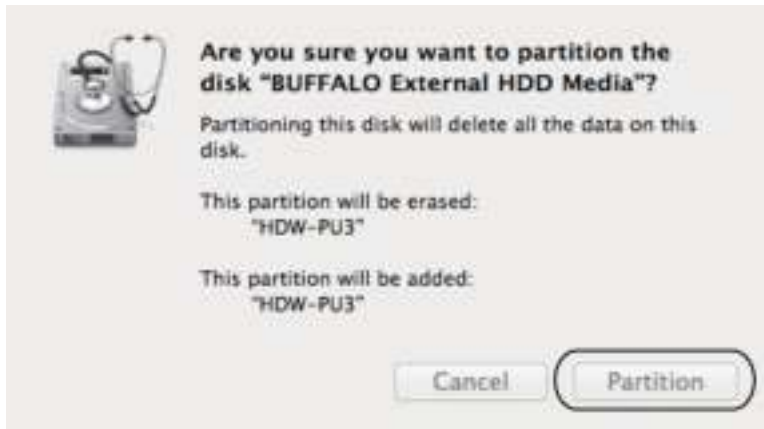 Are you sure you want to partition the
disk "BUFFALO External HDD Media"?
Partitioning this disk will delete all the data on this
disk.
This partition will be erased:
"HDW-PU3"
This partition will be added:
"HDW-PU3"
Cancel
Partition